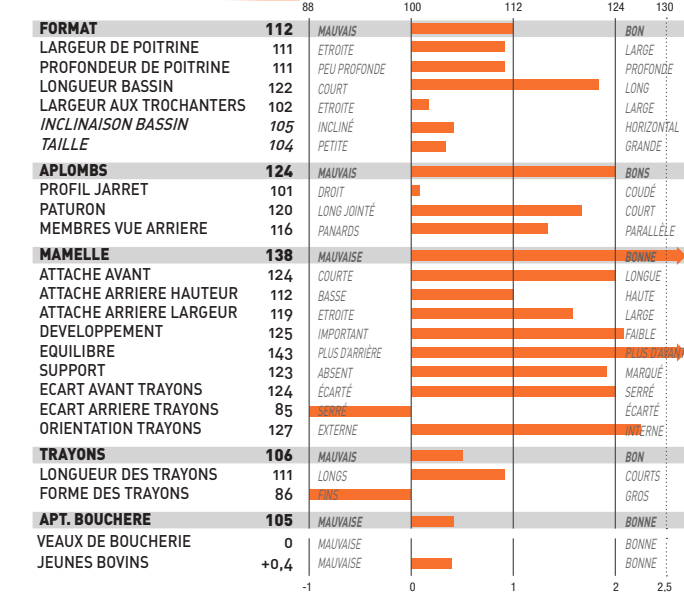 88 100 112 124 130
FORMAT 112 MAUVAIS BON
LARGEUR DE POITRINE 111 ETROITE LARGE
PROFONDEUR DE POITRINE 111 PEU PROFONDE PROFONDE
LONGUEUR BASSIN 122 COURT LONG
LARGEUR AUX TROCHANTERS 102 ETROITE LARGE
INCLINAISON BASSIN 105 INCLINÉ HORIZONTAL
TAILLE 104 PETITE GRANDE
APLOMBS 124 MAUVAIS BONS
PROFIL JARRET 101 DROIT COUDÉ
PATURON 120 LONG JOINTÉ COURT
MEMBRES VUE ARRIERE 116 PANARDS PARALLÈLE
MAMELLE 138 MAUVAISE BONNE
ATTACHE AVANT 124 COURTE LONGUE
ATTACHE ARRIERE HAUTEUR 112 BASSE HAUTE
ATTACHE ARRIERE LARGEUR 119 ETROITE LARGE
DEVELOPPEMENT 125 IMPORTANT FAIBLE
EQUILIBRE 143 PLUS D'ARRIÈRE PLUS D'AVANT
SUPPORT 123 ABSENT MARQUÉ
ECART AVANT TRAYONS 124 ÉCARTÉ SERRÉ
ECART ARRIERE TRAYONS 85 SERRÉ ÉCARTÉ
ORIENTATION TRAYONS 127 EXTERNE INTERNE
TRAYONS 106 MAUVAIS BON
LONGUEUR DES TRAYONS 111 LONGS COURTS
FORME DES TRAYONS 86 FINS GROS
APT. BOUCHERE 105 MAUVAISE BONNE
VEAUX DE BOUCHERIE 0 MAUVAISE BONNE
JEUNES BOVINS +0,4 MAUVAISE BONNE
-1 0 1 2 2,5